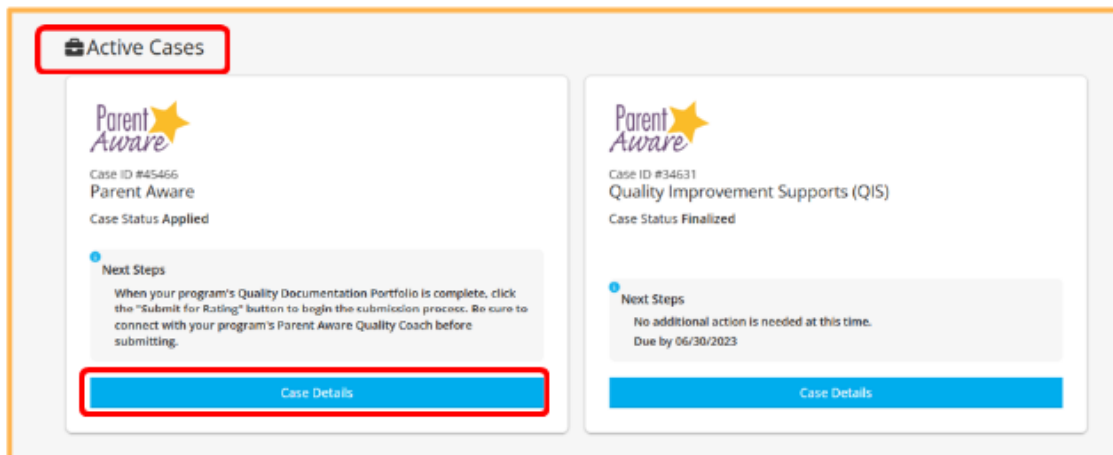 Active Cases
Parent
Aware
Case ID #45466
Parent Aware
Case Status Applied
Next Steps
When your program's Quality Documentation Portfolio is complete, click
the "Submit for Rating" button to begin the submission process. Be sure to
connect with your program's Parent Aware Quality Coach before
submitting.
Case Details
Parent
Aware
Case ID #34631
Quality Improvement Supports (QIS)
Case Status Finalized
Next Steps
No additional action is needed at this time.
Due by 06/30/2023
Case Details